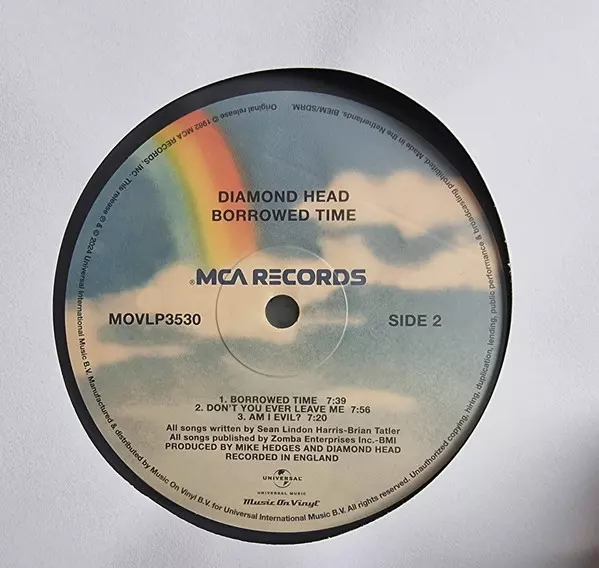 DIAMOND HEAD
BORROWED TIME
®MCA RECORDS
MOVLP3530
SIDE 2
1. BORROWED TIME 7:39
2. DON'T YOU EVER LEAVE ME 7:56
3. AM I EVIL? 7:20
All songs written by Sean Lindon Harris-Brian Tatler
All songs published by Zomba Enterprises Inc.-BMI
PRODUCED BY MIKE HEDGES AND DIAMOND HEAD
RECORDED IN ENGLAND
UNIVERSAL
UNIVERSAL MUSIC
Music On Vinyl
Original release ℗ 1982 MCA RECORDS, INC. This release ℗ & © 2024 Universal International Music B.V. Manufactured & distributed by Music On Vinyl B.V. for Universal International Music B.V. All rights reserved. Unauthorized copying, hiring, duplication, lending, public performance & broadcasting prohibited. Made in the Netherlands. BIEM/SDRM.